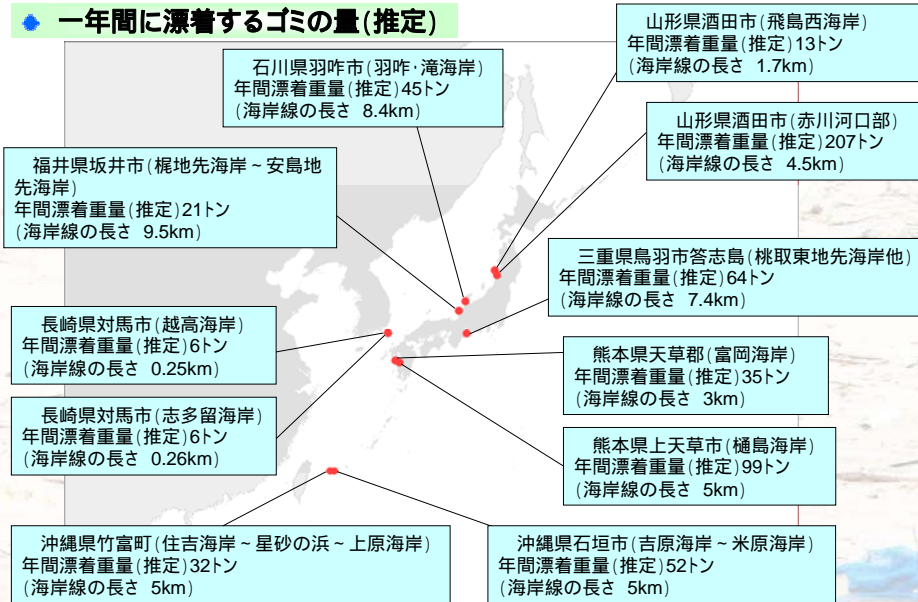 一年間に漂着するゴミの量(推定)
山形県酒田市(飛島西海岸)
年間漂着重量(推定)13トン
(海岸線の長さ 1.7km)
石川県羽咋市(羽咋・滝海岸)
年間漂着重量(推定)45トン
(海岸線の長さ 8.4km)
山形県酒田市(赤川河口部)
年間漂着重量(推定)207トン
(海岸線の長さ 4.5km)
福井県坂井市(梶地先海岸～安島地
先海岸)
年間漂着重量(推定)21トン
(海岸線の長さ 9.5km)
三重県鳥羽市答志島(桃取東地先海岸他)
年間漂着重量(推定)64トン
(海岸線の長さ 7.4km)
長崎県対馬市(越高海岸)
年間漂着重量(推定)6トン
(海岸線の長さ 0.25km)
熊本県天草郡(富岡海岸)
年間漂着重量(推定)35トン
(海岸線の長さ 3km)
長崎県対馬市(志多留海岸)
年間漂着重量(推定)6トン
(海岸線の長さ 0.26km)
熊本県上天草市(樋島海岸)
年間漂着重量(推定)99トン
(海岸線の長さ 5km)
沖縄県竹富町(住吉海岸～星砂の浜～上原海岸)
年間漂着重量(推定)32トン
(海岸線の長さ 5km)
沖縄県石垣市(吉原海岸～米原海岸)
年間漂着重量(推定)52トン
(海岸線の長さ 5km)